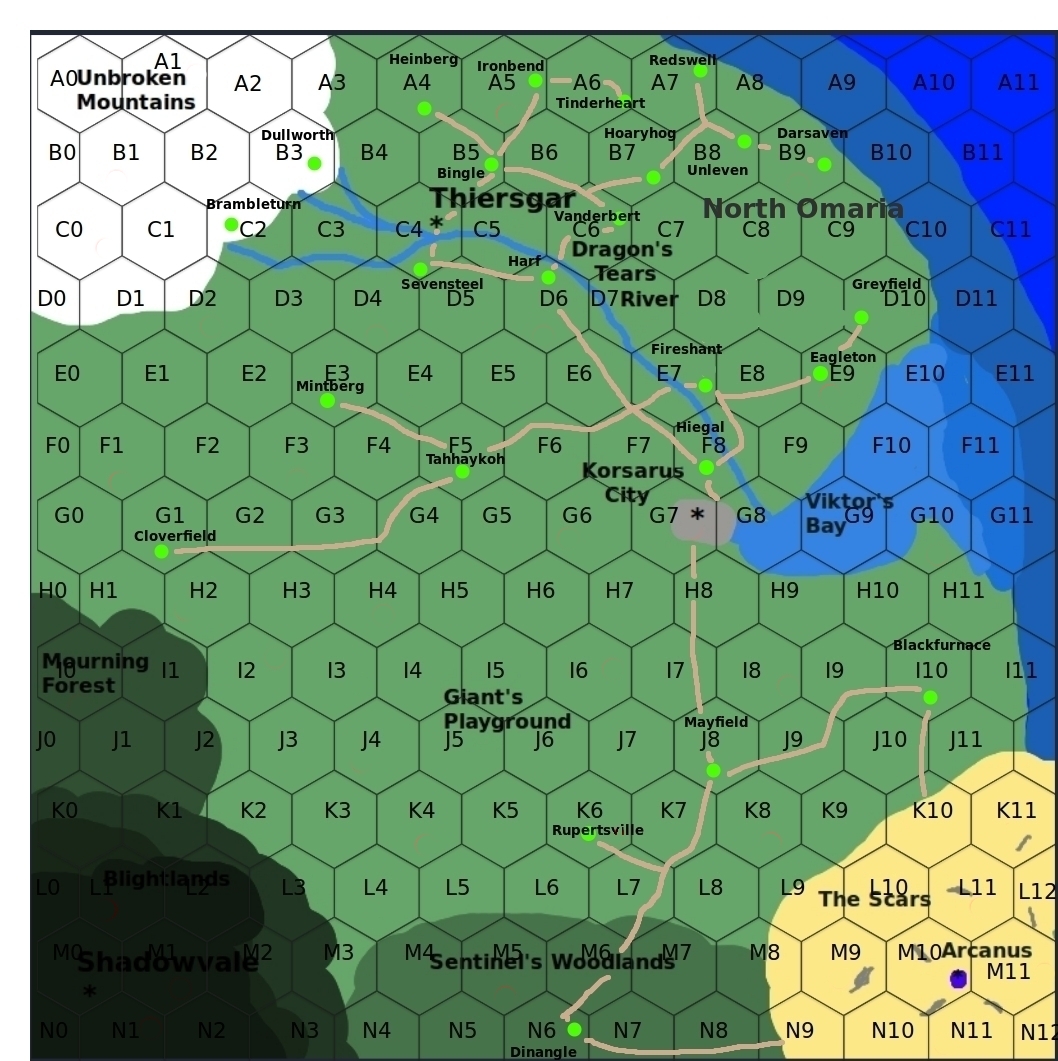 A0 A1 A2 A3 A4 A5 A6 A7 A8 A9 A10 A11
Heinberg
Ironbend
Redswell
Unbroken
Mountains
Tinderheart
Dullworth
Hoaryhog
Darsaven
B0 B1 B2 B3 B4 B5 B6 B7 B8 B9 B10 B11
Bingle
Unleven
Thiersgar
*
Brambleturn
Vanderbert
North Omaria
C0 C1 C2 C3 C4 C5 C6 C7 C8 C9 C10 C11
Dragon's
Tears
River
Harf
Sevensteel
Greyfield
D0 D1 D2 D3 D4 D5 D6 D7 D8 D9 D10 D11
Fireshant
Eagleton
E0 E1 E2 E3 E4 E5 E6 E7 E8 E9 E10 E11
Mintberg
Hiegal
F0 F1 F2 F3 F4 F5 F6 F7 F8 F9 F10 F11
Tahhaykoh
Korsarus
City
*
Viktor's
Bay
G0 G1 G2 G3 G4 G5 G6 G7 G8 G9 G10 G11
Cloverfield
H0 H1 H2 H3 H4 H5 H6 H7 H8 H9 H10 H11
Blackfurnace
Mourning
Forest
I0 I1 I2 I3 I4 I5 I6 I7 I8 I9 I10 I11
Giant's
Playground
Mayfield
J0 J1 J2 J3 J4 J5 J6 J7 J8 J9 J10 J11
K0 K1 K2 K3 K4 K5 K6 K7 K8 K9 K10 K11
Rupertsville
Blightlands
L0 L1 L2 L3 L4 L5 L6 L7 L8 L9 L10 L11 L12
The Scars
M0 M1 M2 M3 M4 M5 M6 M7 M8 M9 M10 M11
Shadowvale
*
Sentinel's Woodlands
Arcanus
N0 N1 N2 N3 N4 N5 N6 N7 N8 N9 N10 N11 N12
Dinangle